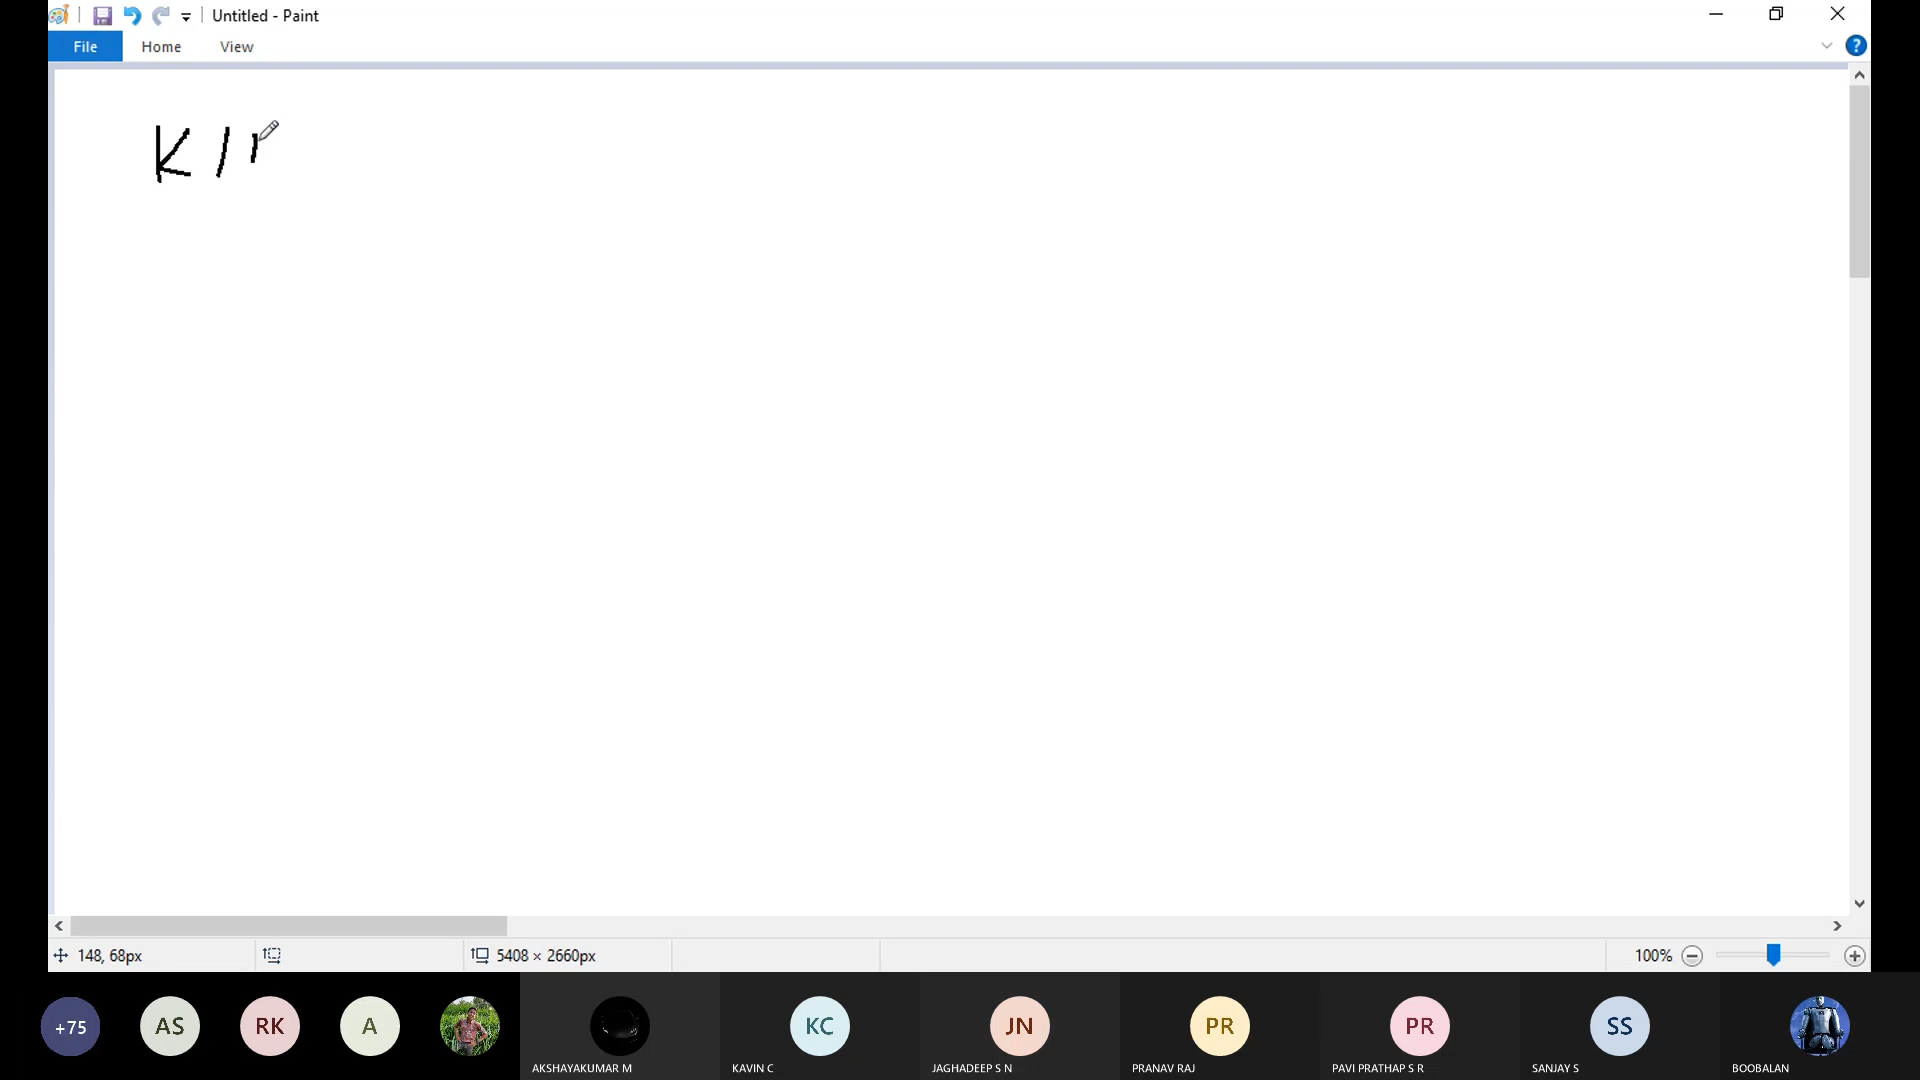 Untitled - Paint
File Home View
K I
148, 68px 5408 × 2660px 100%
+75 AS RK A KC JN PR PR SS
AKSHAYAKUMAR M KAVIN C JAGHADEEP S N PRANAV RAJ PAVI PRATHAP S R SANJAY S BOOBALAN